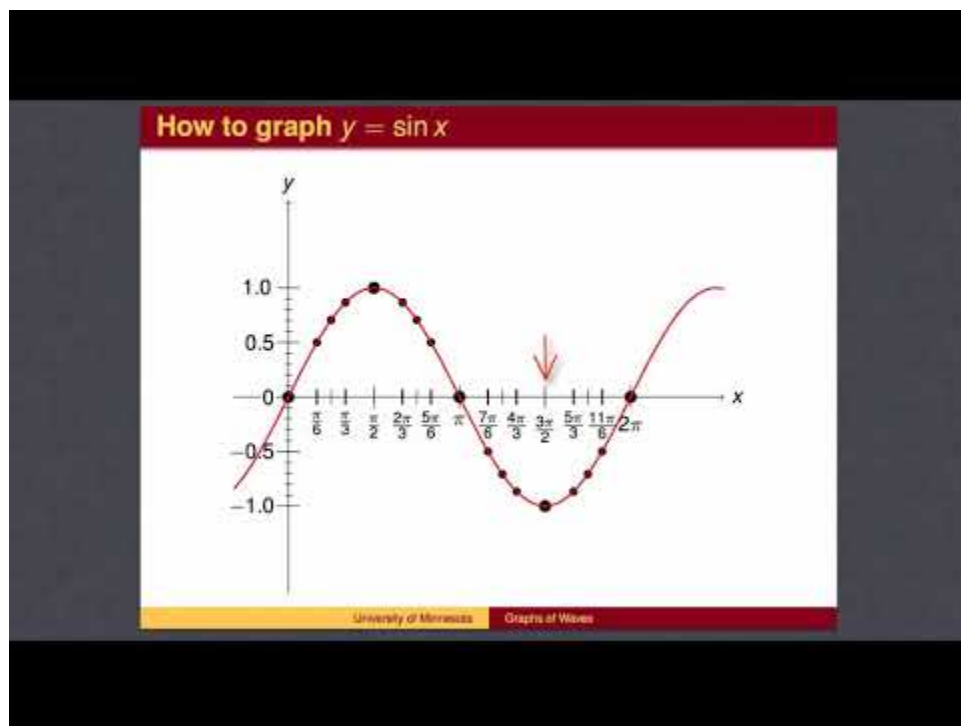 How to graph y = sin x
y
1.0
0.5
0
x
π/6 π/3 π/2 2π/3 5π/6 π 7π/6 4π/3 3π/2 5π/3 11π/6 2π
−0.5
−1.0
University of Minnesota Graphs of Waves